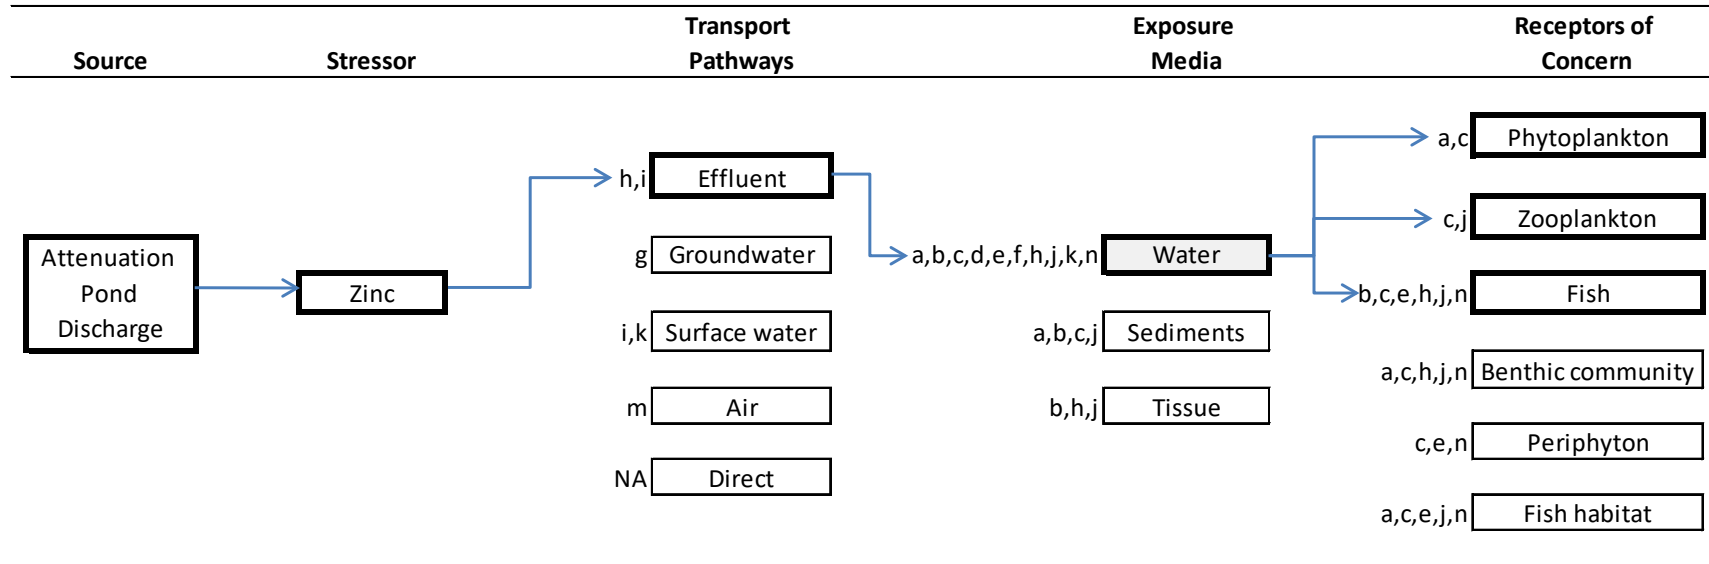 Source
Stressor
Transport
Pathways
Exposure
Media
Receptors of
Concern
Attenuation
Pond
Discharge
Zinc
h,i Effluent
g Groundwater
i,k Surface water
m Air
NA Direct
a,b,c,d,e,f,h,j,k,n Water
a,b,c,j Sediments
b,h,j Tissue
a,c Phytoplankton
c,j Zooplankton
b,c,e,h,j,n Fish
a,c,h,j,n Benthic community
c,e,n Periphyton
a,c,e,j,n Fish habitat